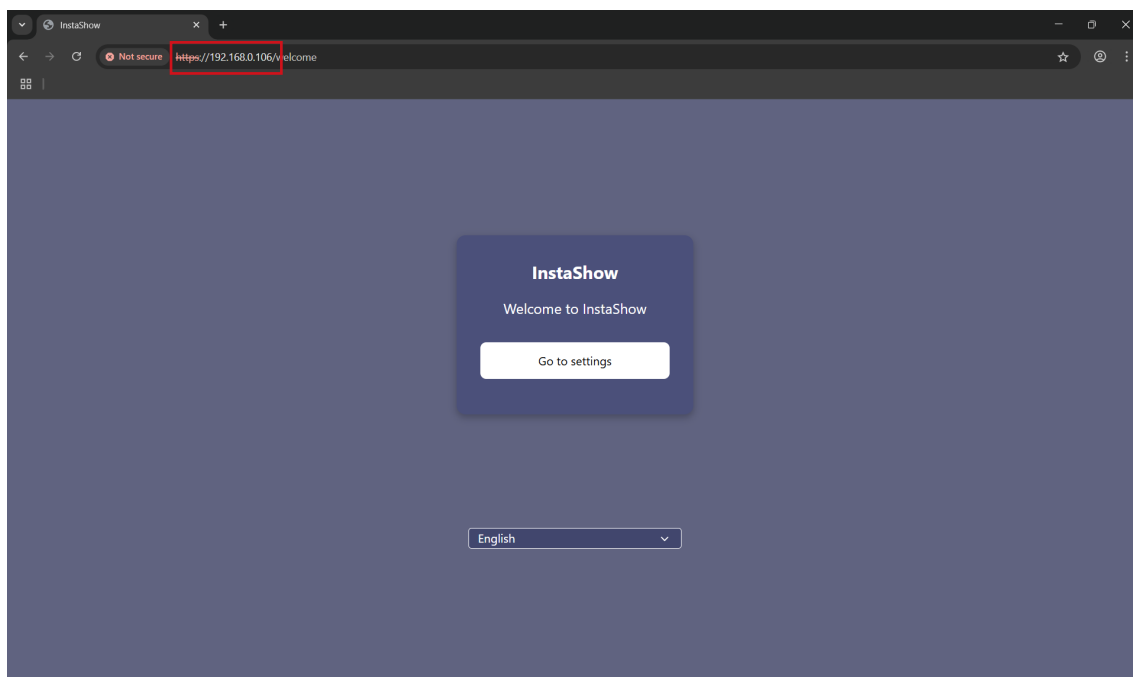 InstaShow
Not secure https://192.168.0.106/welcome
InstaShow
Welcome to InstaShow
Go to settings
English